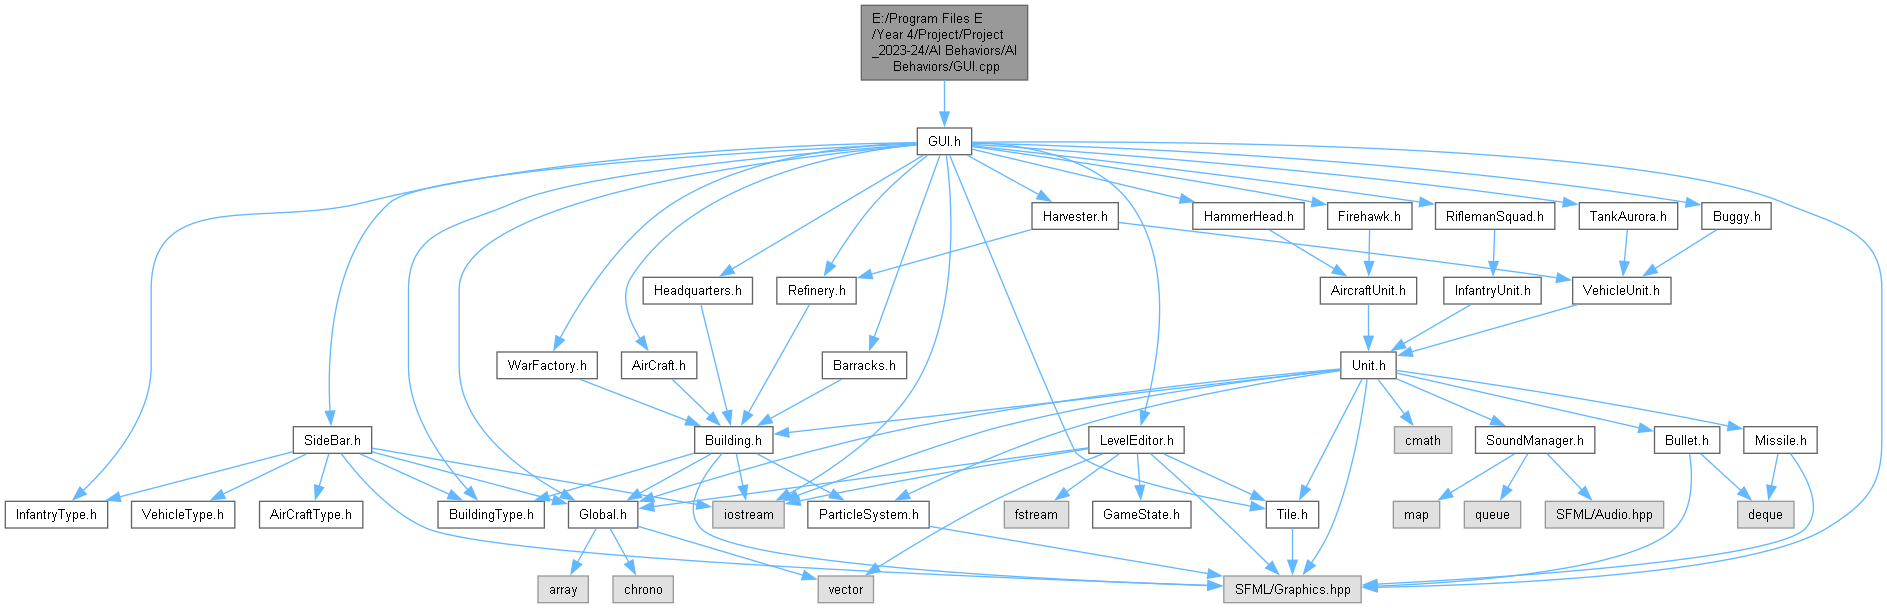 E:/Program Files E
/Year 4/Project/Project
_2023-24/AI Behaviors/AI
Behaviors/GUI.cpp
GUI.h
Harvester.h
HammerHead.h
Firehawk.h
RiflemanSquad.h
TankAurora.h
Buggy.h
Headquarters.h
Refinery.h
AircraftUnit.h
InfantryUnit.h
VehicleUnit.h
WarFactory.h
AirCraft.h
Barracks.h
Unit.h
SideBar.h
Building.h
LevelEditor.h
cmath
SoundManager.h
Bullet.h
Missile.h
InfantryType.h
VehicleType.h
AirCraftType.h
BuildingType.h
Global.h
iostream
ParticleSystem.h
fstream
GameState.h
Tile.h
map
queue
SFML/Audio.hpp
deque
array
chrono
vector
SFML/Graphics.hpp